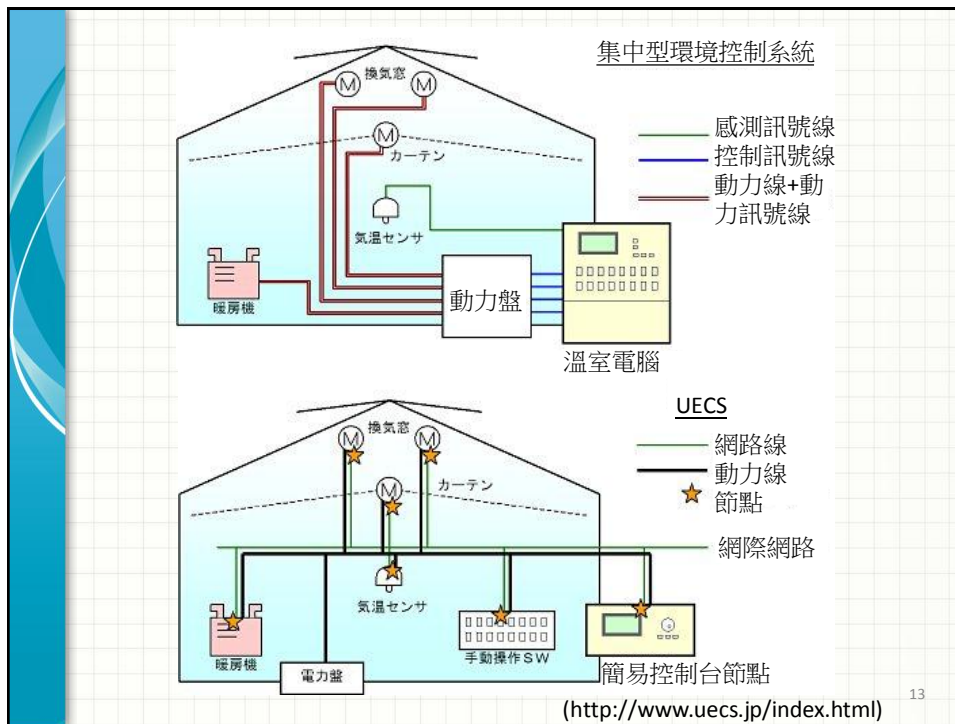 集中型環境控制系統
換気窓
M
M
M
カーテン
感測訊號線
控制訊號線
動力線+動
力訊號線
気温センサ
暖房機
動力盤
溫室電腦
UECS
換気窓
M
M
M
カーテン
網路線
動力線
節點
網際網路
気温センサ
暖房機
手動操作SW
電力盤
簡易控制台節點
(http://www.uecs.jp/index.html)
13